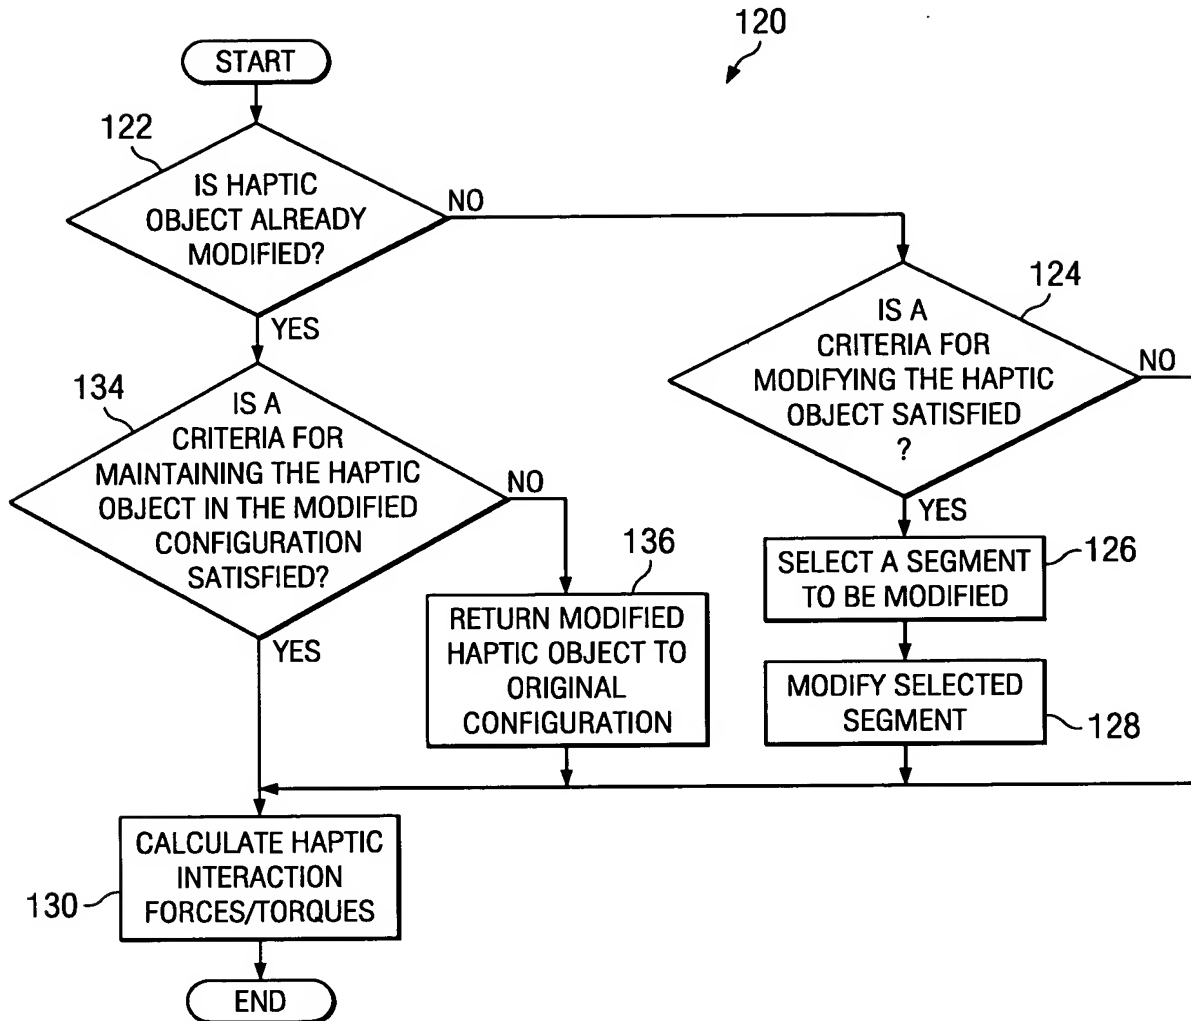 120
START
122
IS HAPTIC
OBJECT ALREADY
MODIFIED?
NO
YES
124
IS A
CRITERIA FOR
MODIFYING THE HAPTIC
OBJECT SATISFIED
?
NO
YES
134
IS A
CRITERIA FOR
MAINTAINING THE HAPTIC
OBJECT IN THE MODIFIED
CONFIGURATION
SATISFIED?
NO
YES
136
RETURN MODIFIED
HAPTIC OBJECT TO
ORIGINAL
CONFIGURATION
SELECT A SEGMENT
TO BE MODIFIED
126
MODIFY SELECTED
SEGMENT
128
CALCULATE HAPTIC
INTERACTION
FORCES/TORQUES
130
END